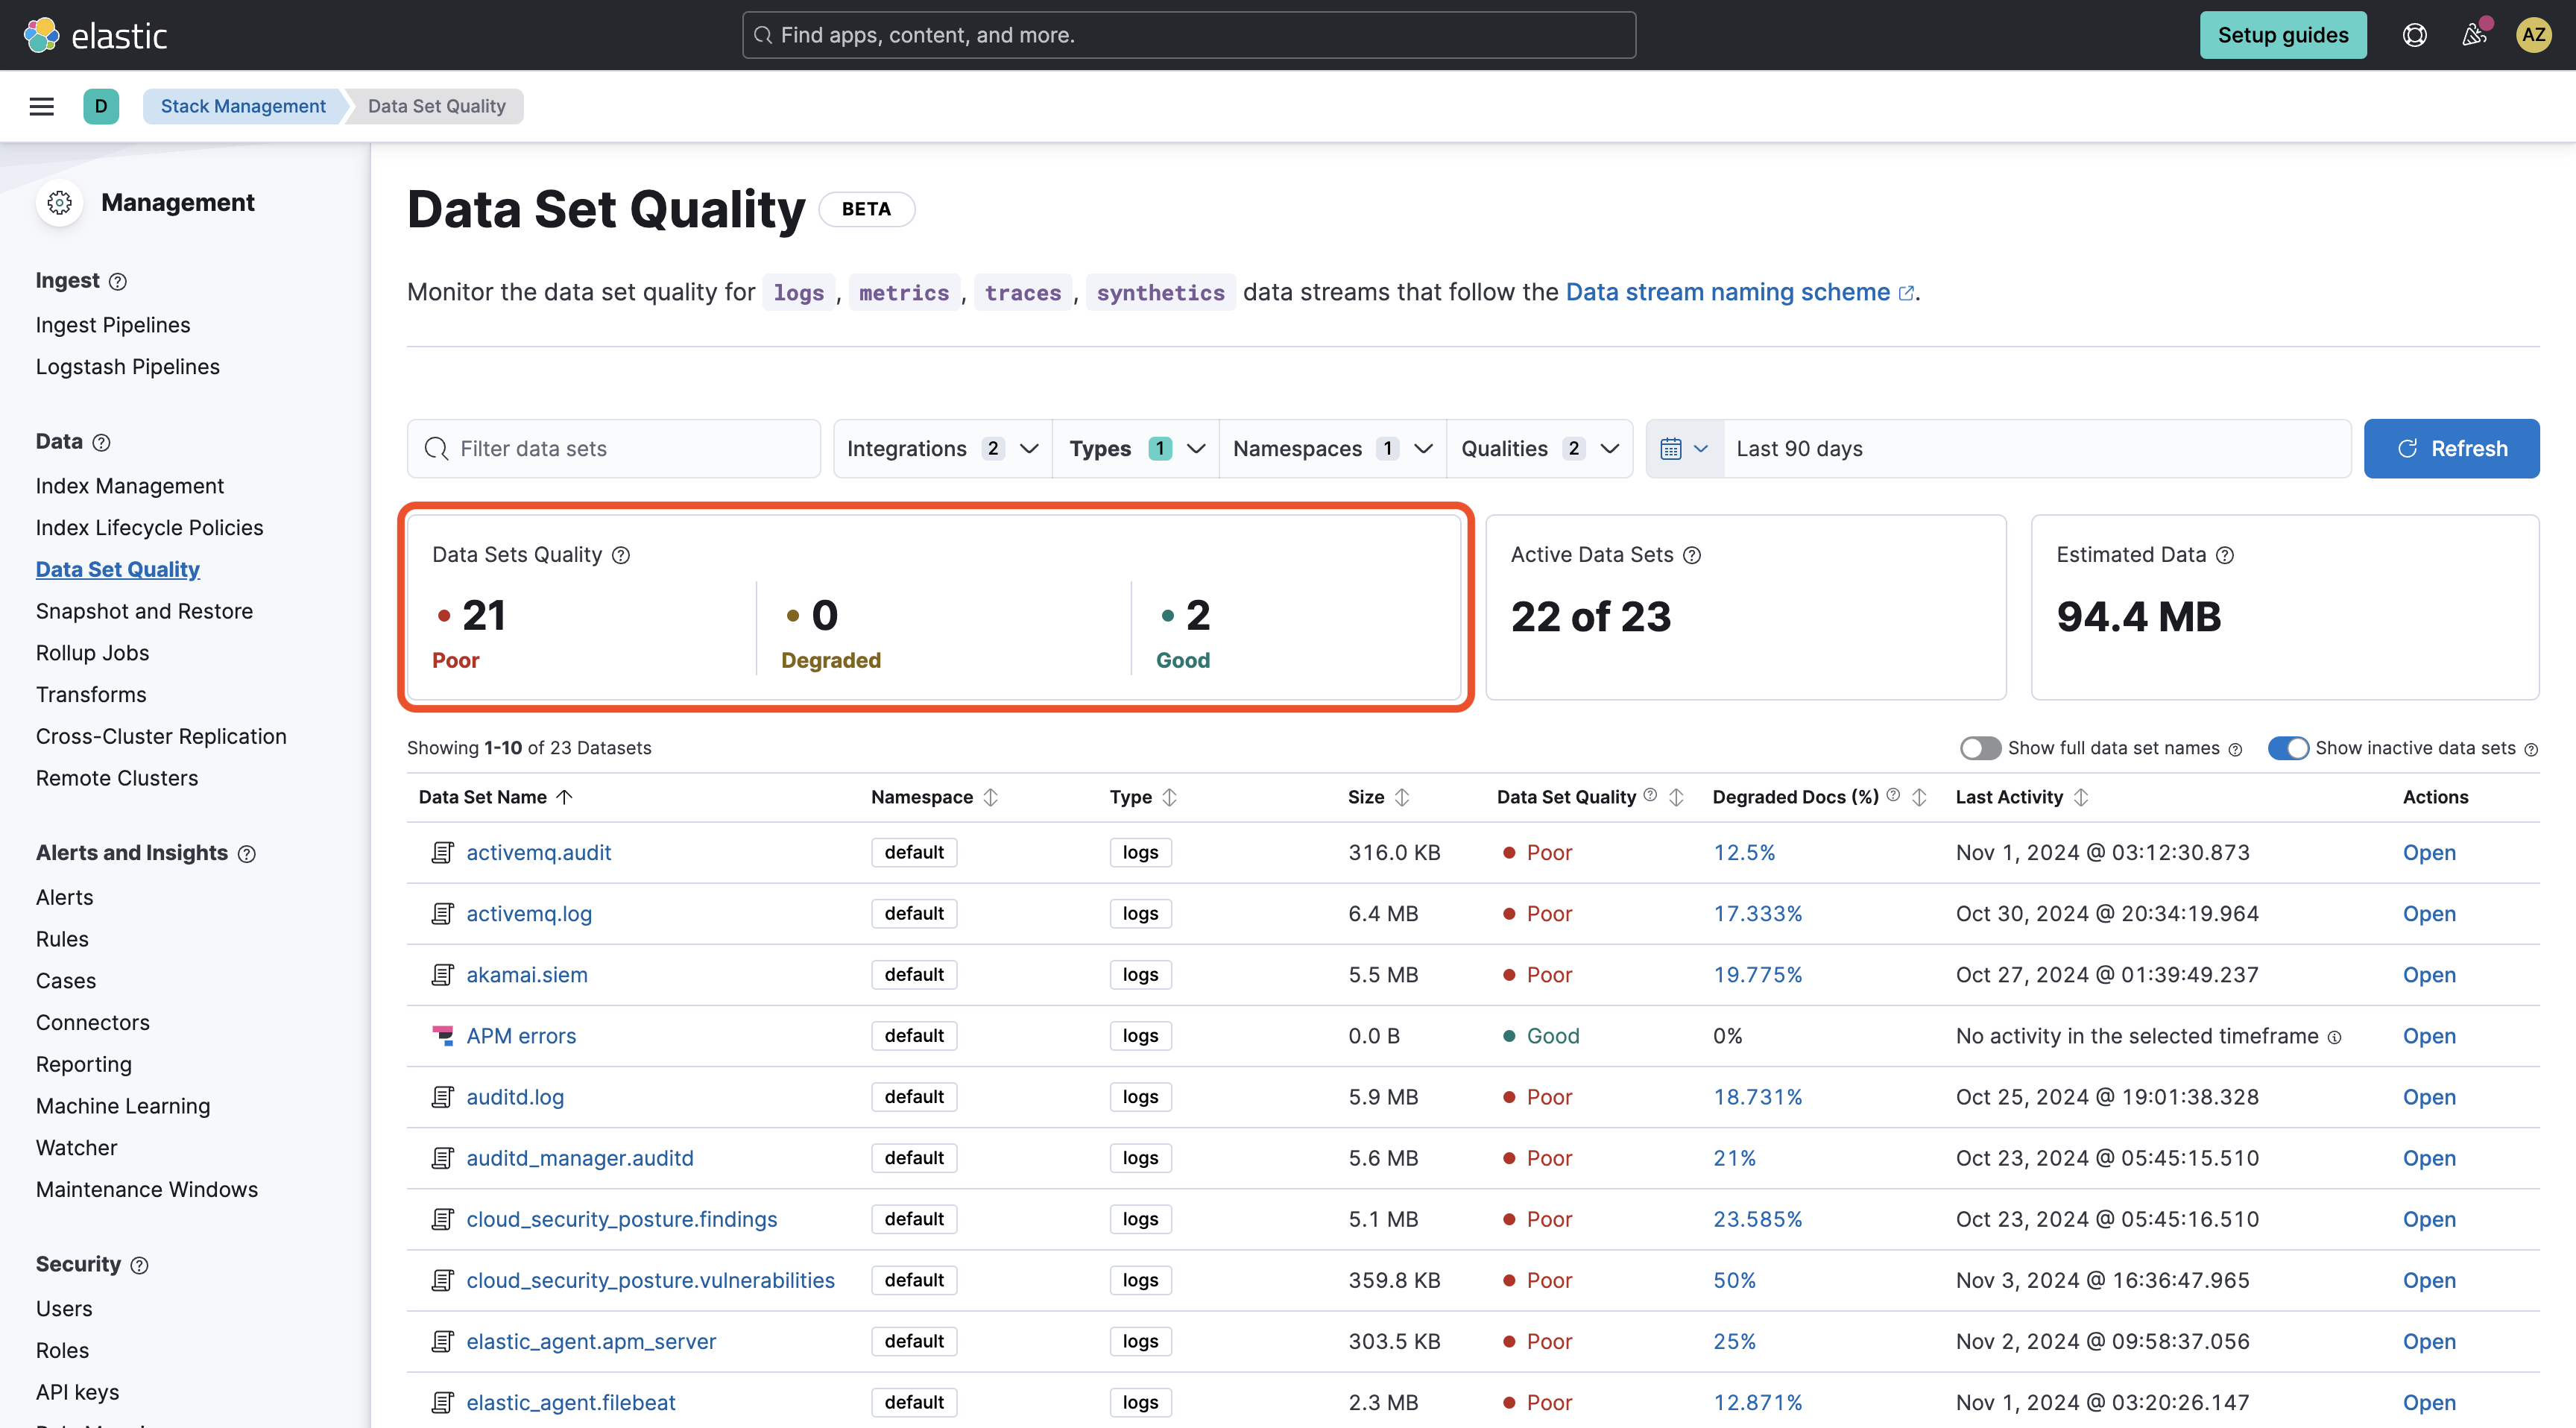 elastic
Find apps, content, and more.
Setup guides
AZ
D
Stack Management
Data Set Quality
Management
Ingest
Ingest Pipelines
Logstash Pipelines
Data
Index Management
Index Lifecycle Policies
Data Set Quality
Snapshot and Restore
Rollup Jobs
Transforms
Cross-Cluster Replication
Remote Clusters
Alerts and Insights
Alerts
Rules
Cases
Connectors
Reporting
Machine Learning
Watcher
Maintenance Windows
Security
Users
Roles
API keys
Data Set Quality BETA
Monitor the data set quality for logs, metrics, traces, synthetics data streams that follow the Data stream naming scheme.
Filter data sets Integrations 2 Types 1 Namespaces 1 Qualities 2 Last 90 days Refresh
Data Sets Quality
21
Poor
0
Degraded
2
Good
Active Data Sets
22 of 23
Estimated Data
94.4 MB
Showing 1-10 of 23 Datasets Show full data set names Show inactive data sets
Data Set Name Namespace Type Size Data Set Quality Degraded Docs (%) Last Activity Actions
activemq.audit default logs 316.0 KB Poor 12.5% Nov 1, 2024 @ 03:12:30.873 Open
activemq.log default logs 6.4 MB Poor 17.333% Oct 30, 2024 @ 20:34:19.964 Open
akamai.siem default logs 5.5 MB Poor 19.775% Oct 27, 2024 @ 01:39:49.237 Open
APM errors default logs 0.0 B Good 0% No activity in the selected timeframe Open
auditd.log default logs 5.9 MB Poor 18.731% Oct 25, 2024 @ 19:01:38.328 Open
auditd_manager.auditd default logs 5.6 MB Poor 21% Oct 23, 2024 @ 05:45:15.510 Open
cloud_security_posture.findings default logs 5.1 MB Poor 23.585% Oct 23, 2024 @ 05:45:16.510 Open
cloud_security_posture.vulnerabilities default logs 359.8 KB Poor 50% Nov 3, 2024 @ 16:36:47.965 Open
elastic_agent.apm_server default logs 303.5 KB Poor 25% Nov 2, 2024 @ 09:58:37.056 Open
elastic_agent.filebeat default logs 2.3 MB Poor 12.871% Nov 1, 2024 @ 03:20:26.147 Open